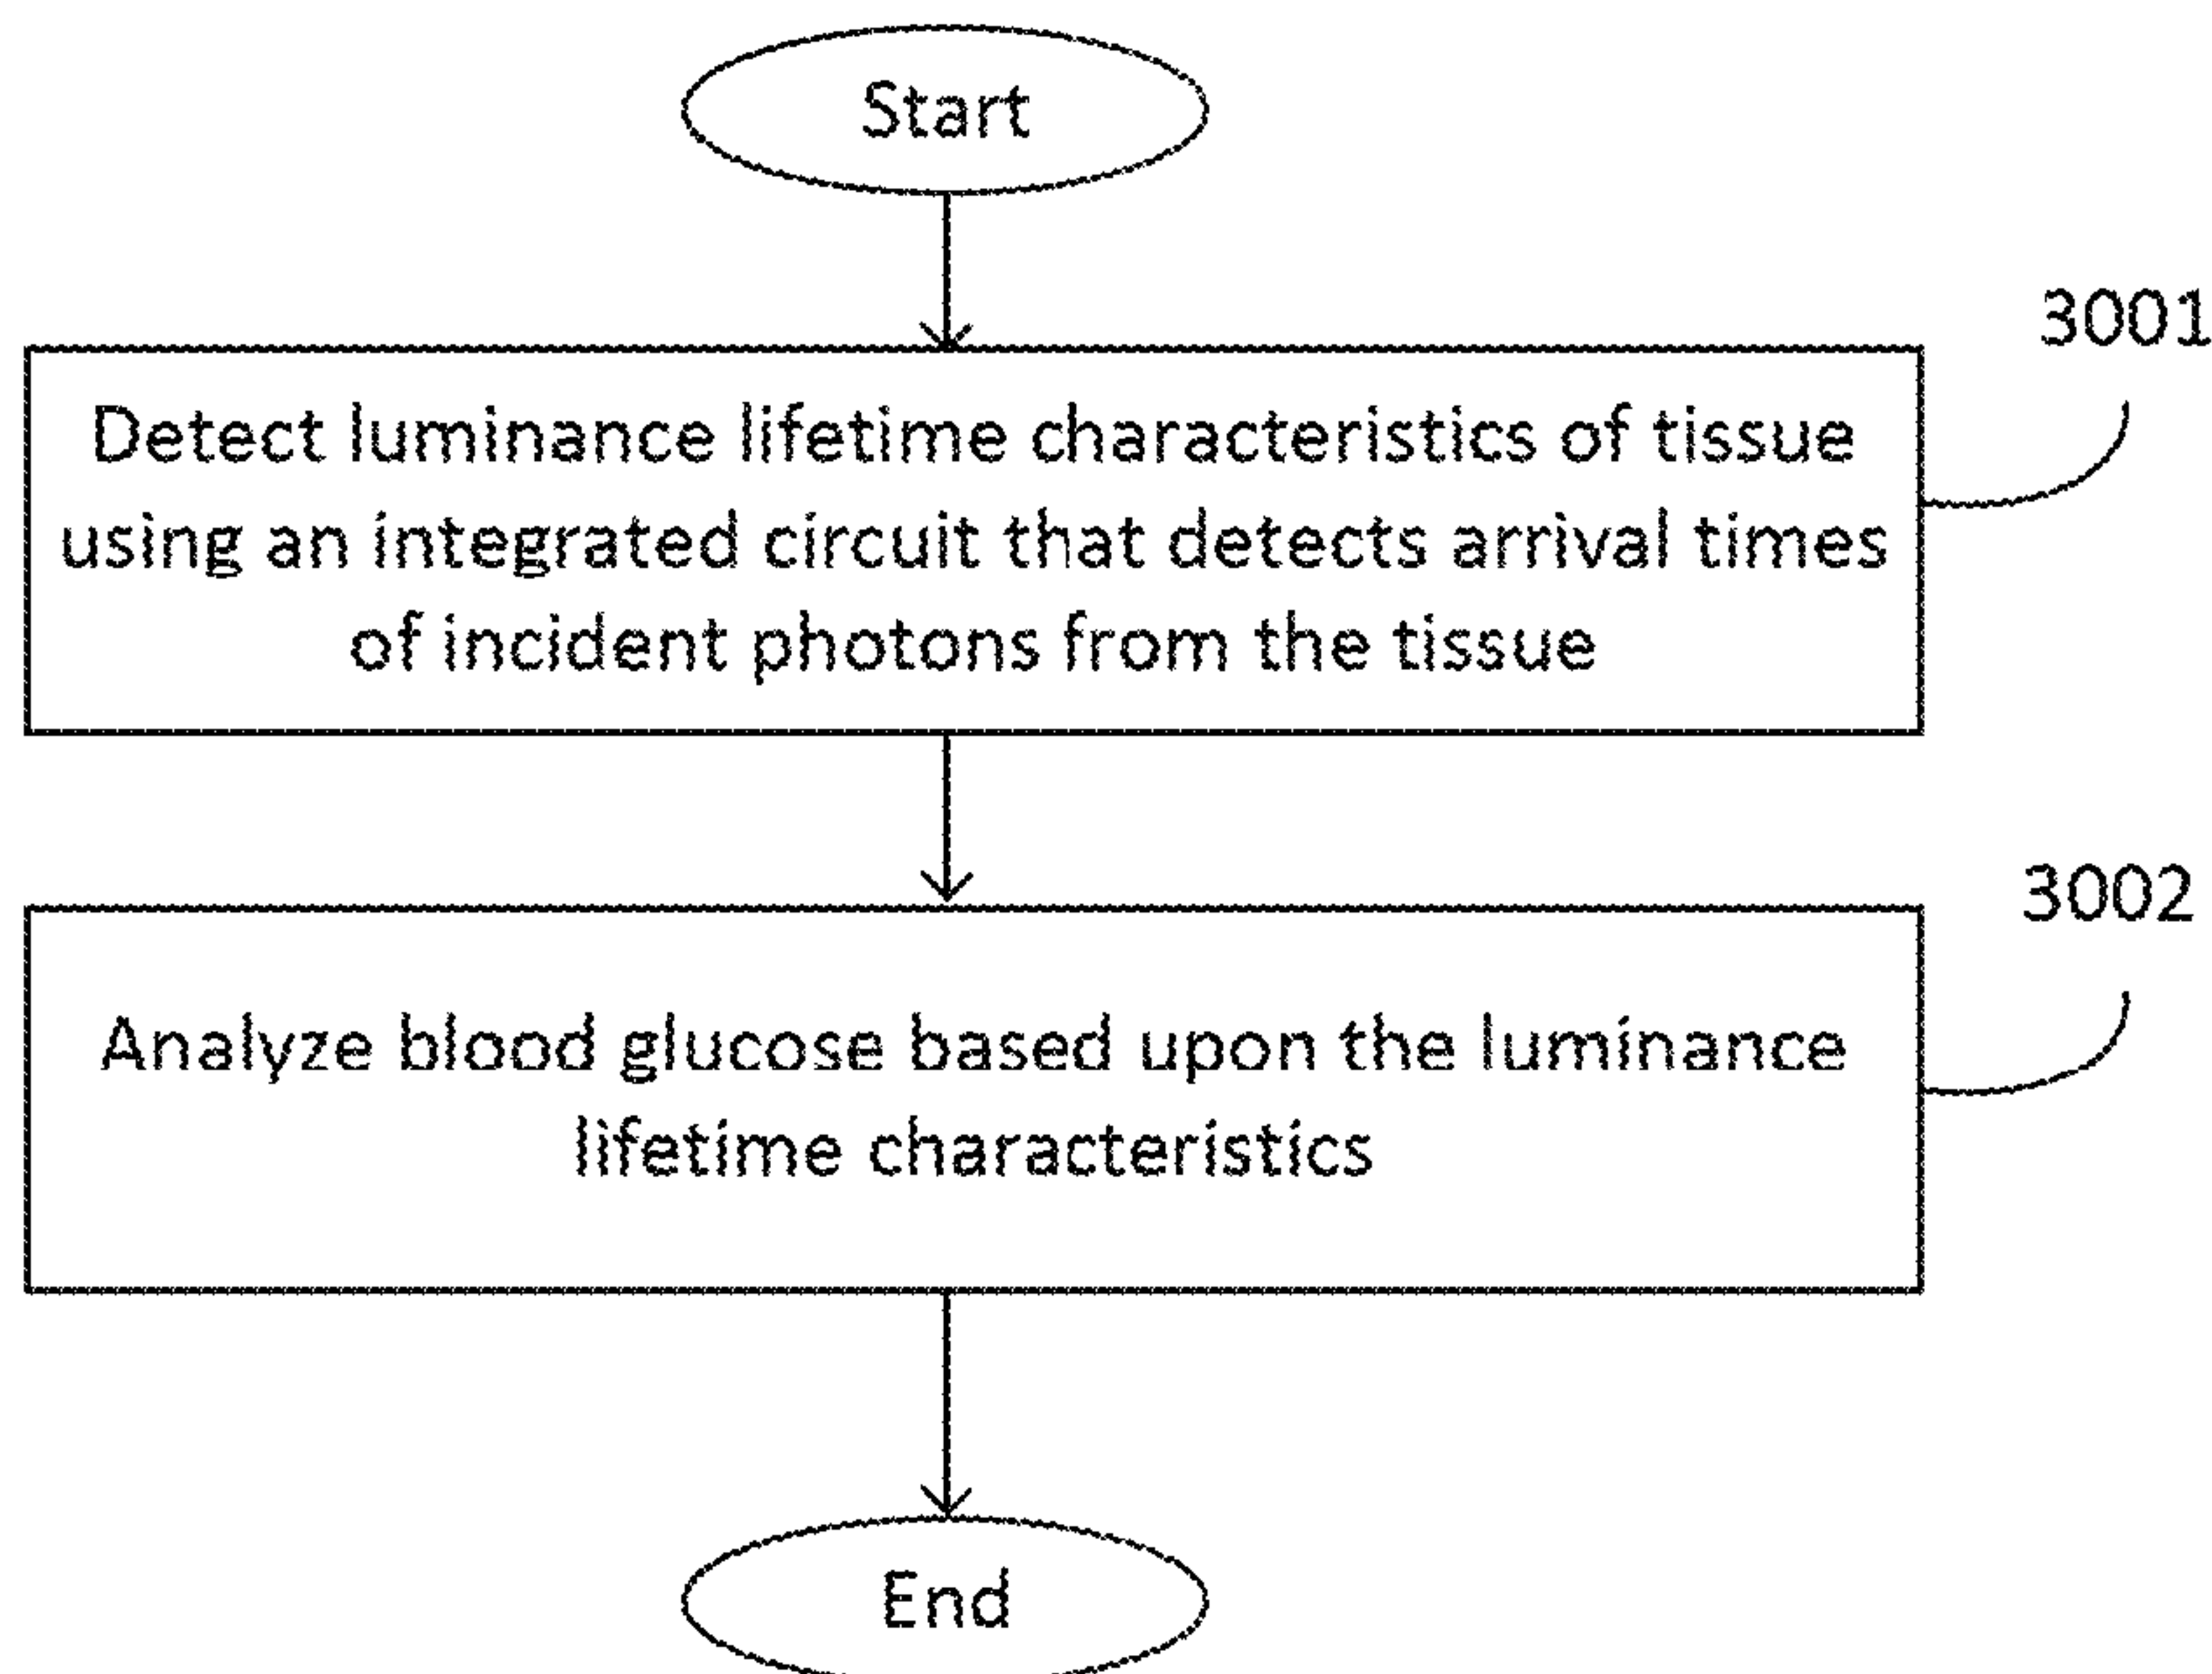 Start
3001
Detect luminance lifetime characteristics of tissue
using an integrated circuit that detects arrival times
of incident photons from the tissue
3002
Analyze blood glucose based upon the luminance
lifetime characteristics
End